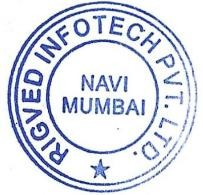 RIGVED INFOTECH PVT. LTD.
NAVI
MUMBAI